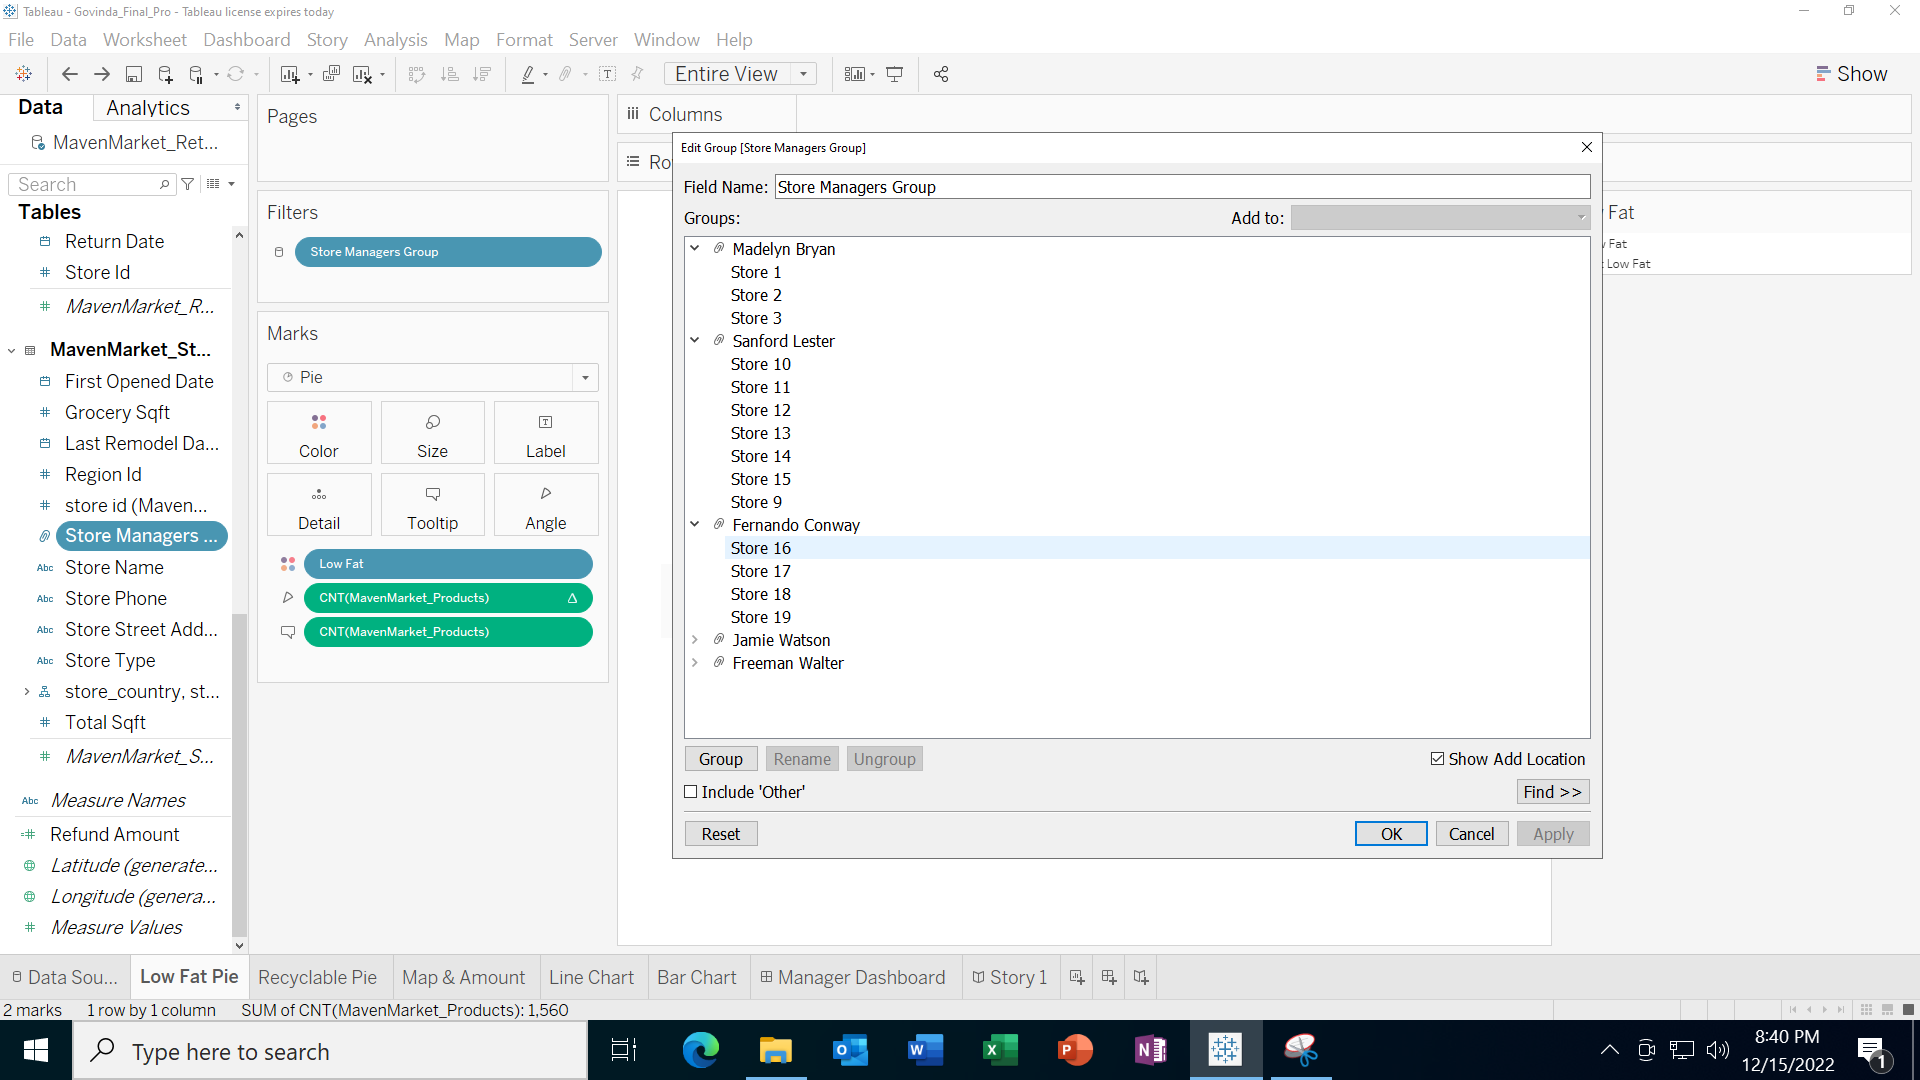 Tableau - Govinda_Final_Pro - Tableau license expires today
File Data Worksheet Dashboard Story Analysis Map Format Server Window Help
Entire View
Show
Data Analytics
MavenMarket_Ret...
Search
Tables
Return Date
Store Id
MavenMarket_R...
MavenMarket_St...
First Opened Date
Grocery Sqft
Last Remodel Da...
Region Id
store id (Maven...
Store Managers ...
Abc Store Name
Abc Store Phone
Abc Store Street Add...
Abc Store Type
store_country, st...
Total Sqft
MavenMarket_S...
Abc Measure Names
Refund Amount
Latitude (generate...
Longitude (genera...
Measure Values
Pages
Filters
Store Managers Group
Marks
Pie
Color Size Label
Detail Tooltip Angle
Low Fat
CNT(MavenMarket_Products)
CNT(MavenMarket_Products)
Columns
Ro
Edit Group [Store Managers Group]
Field Name: Store Managers Group
Groups: Add to:
Madelyn Bryan
Store 1
Store 2
Store 3
Sanford Lester
Store 10
Store 11
Store 12
Store 13
Store 14
Store 15
Store 9
Fernando Conway
Store 16
Store 17
Store 18
Store 19
Jamie Watson
Freeman Walter
Group Rename Ungroup
Show Add Location
Include 'Other'
Find >>
Reset
OK Cancel Apply
Fat
Fat
Low Fat
Data Sou... Low Fat Pie Recyclable Pie Map & Amount Line Chart Bar Chart Manager Dashboard Story 1
2 marks 1 row by 1 column SUM of CNT(MavenMarket_Products): 1,560
Type here to search
8:40 PM
12/15/2022
1